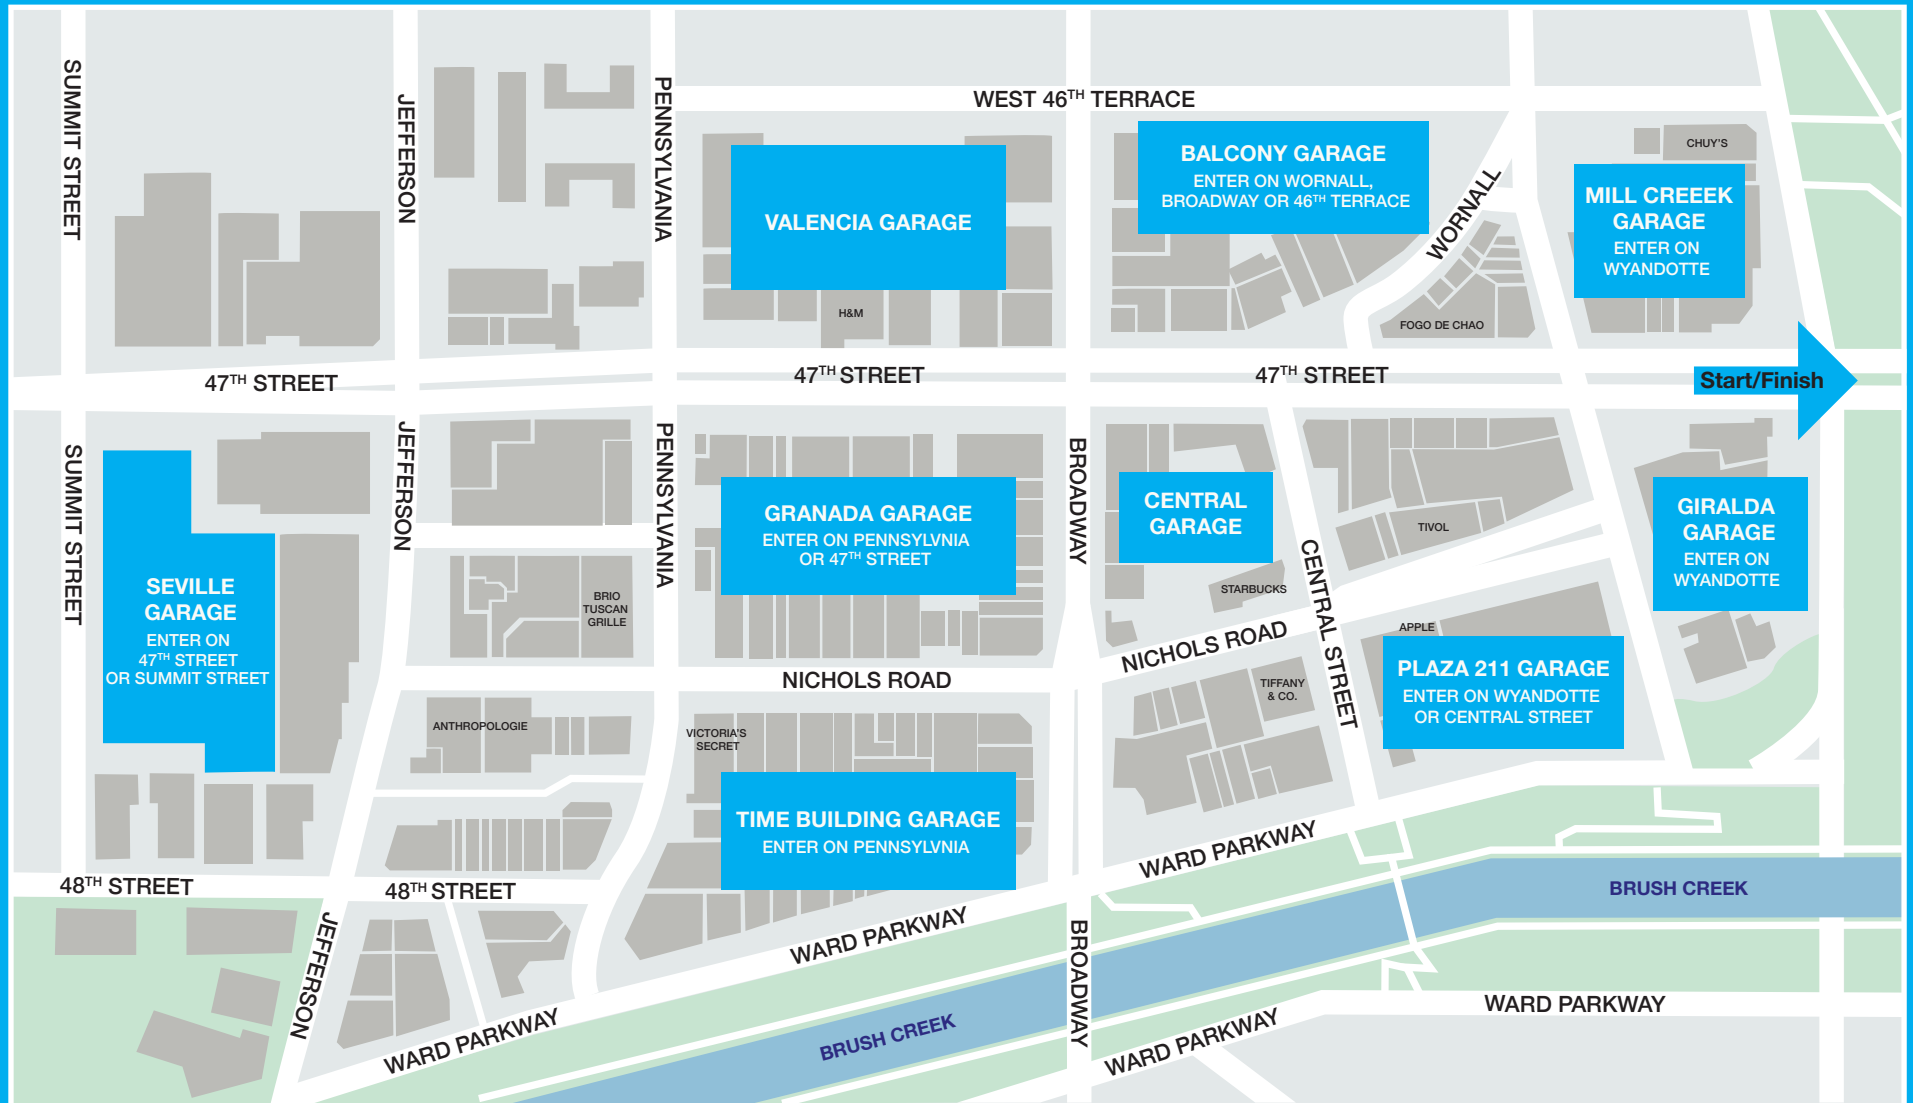 SUMMIT STREET
JEFFERSON
PENNSYLVANIA
WEST 46TH TERRACE
VALENCIA GARAGE
H&M
BALCONY GARAGE
ENTER ON WORNALL,
BROADWAY OR 46TH TERRACE
WORNALL
FOGO DE CHAO
CHUY'S
MILL CREEEK
GARAGE
ENTER ON
WYANDOTTE
47TH STREET
47TH STREET
47TH STREET
Start/Finish
SUMMIT STREET
JEFFERSON
PENNSYLVANIA
BROADWAY
SEVILLE
GARAGE
ENTER ON
47TH STREET
OR SUMMIT STREET
BRIO
TUSCAN
GRILLE
GRANADA GARAGE
ENTER ON PENNSYLVNIA
OR 47TH STREET
CENTRAL
GARAGE
STARBUCKS
TIVOL
CENTRAL STREET
GIRALDA
GARAGE
ENTER ON
WYANDOTTE
NICHOLS ROAD
NICHOLS ROAD
APPLE
PLAZA 211 GARAGE
ENTER ON WYANDOTTE
OR CENTRAL STREET
TIFFANY
& CO.
ANTHROPOLOGIE
VICTORIA'S
SECRET
TIME BUILDING GARAGE
ENTER ON PENNSYLVNIA
WARD PARKWAY
48TH STREET
48TH STREET
BRUSH CREEK
JEFFERSON
WARD PARKWAY
BROADWAY
WARD PARKWAY
BRUSH CREEK
WARD PARKWAY
WARD PARKWAY